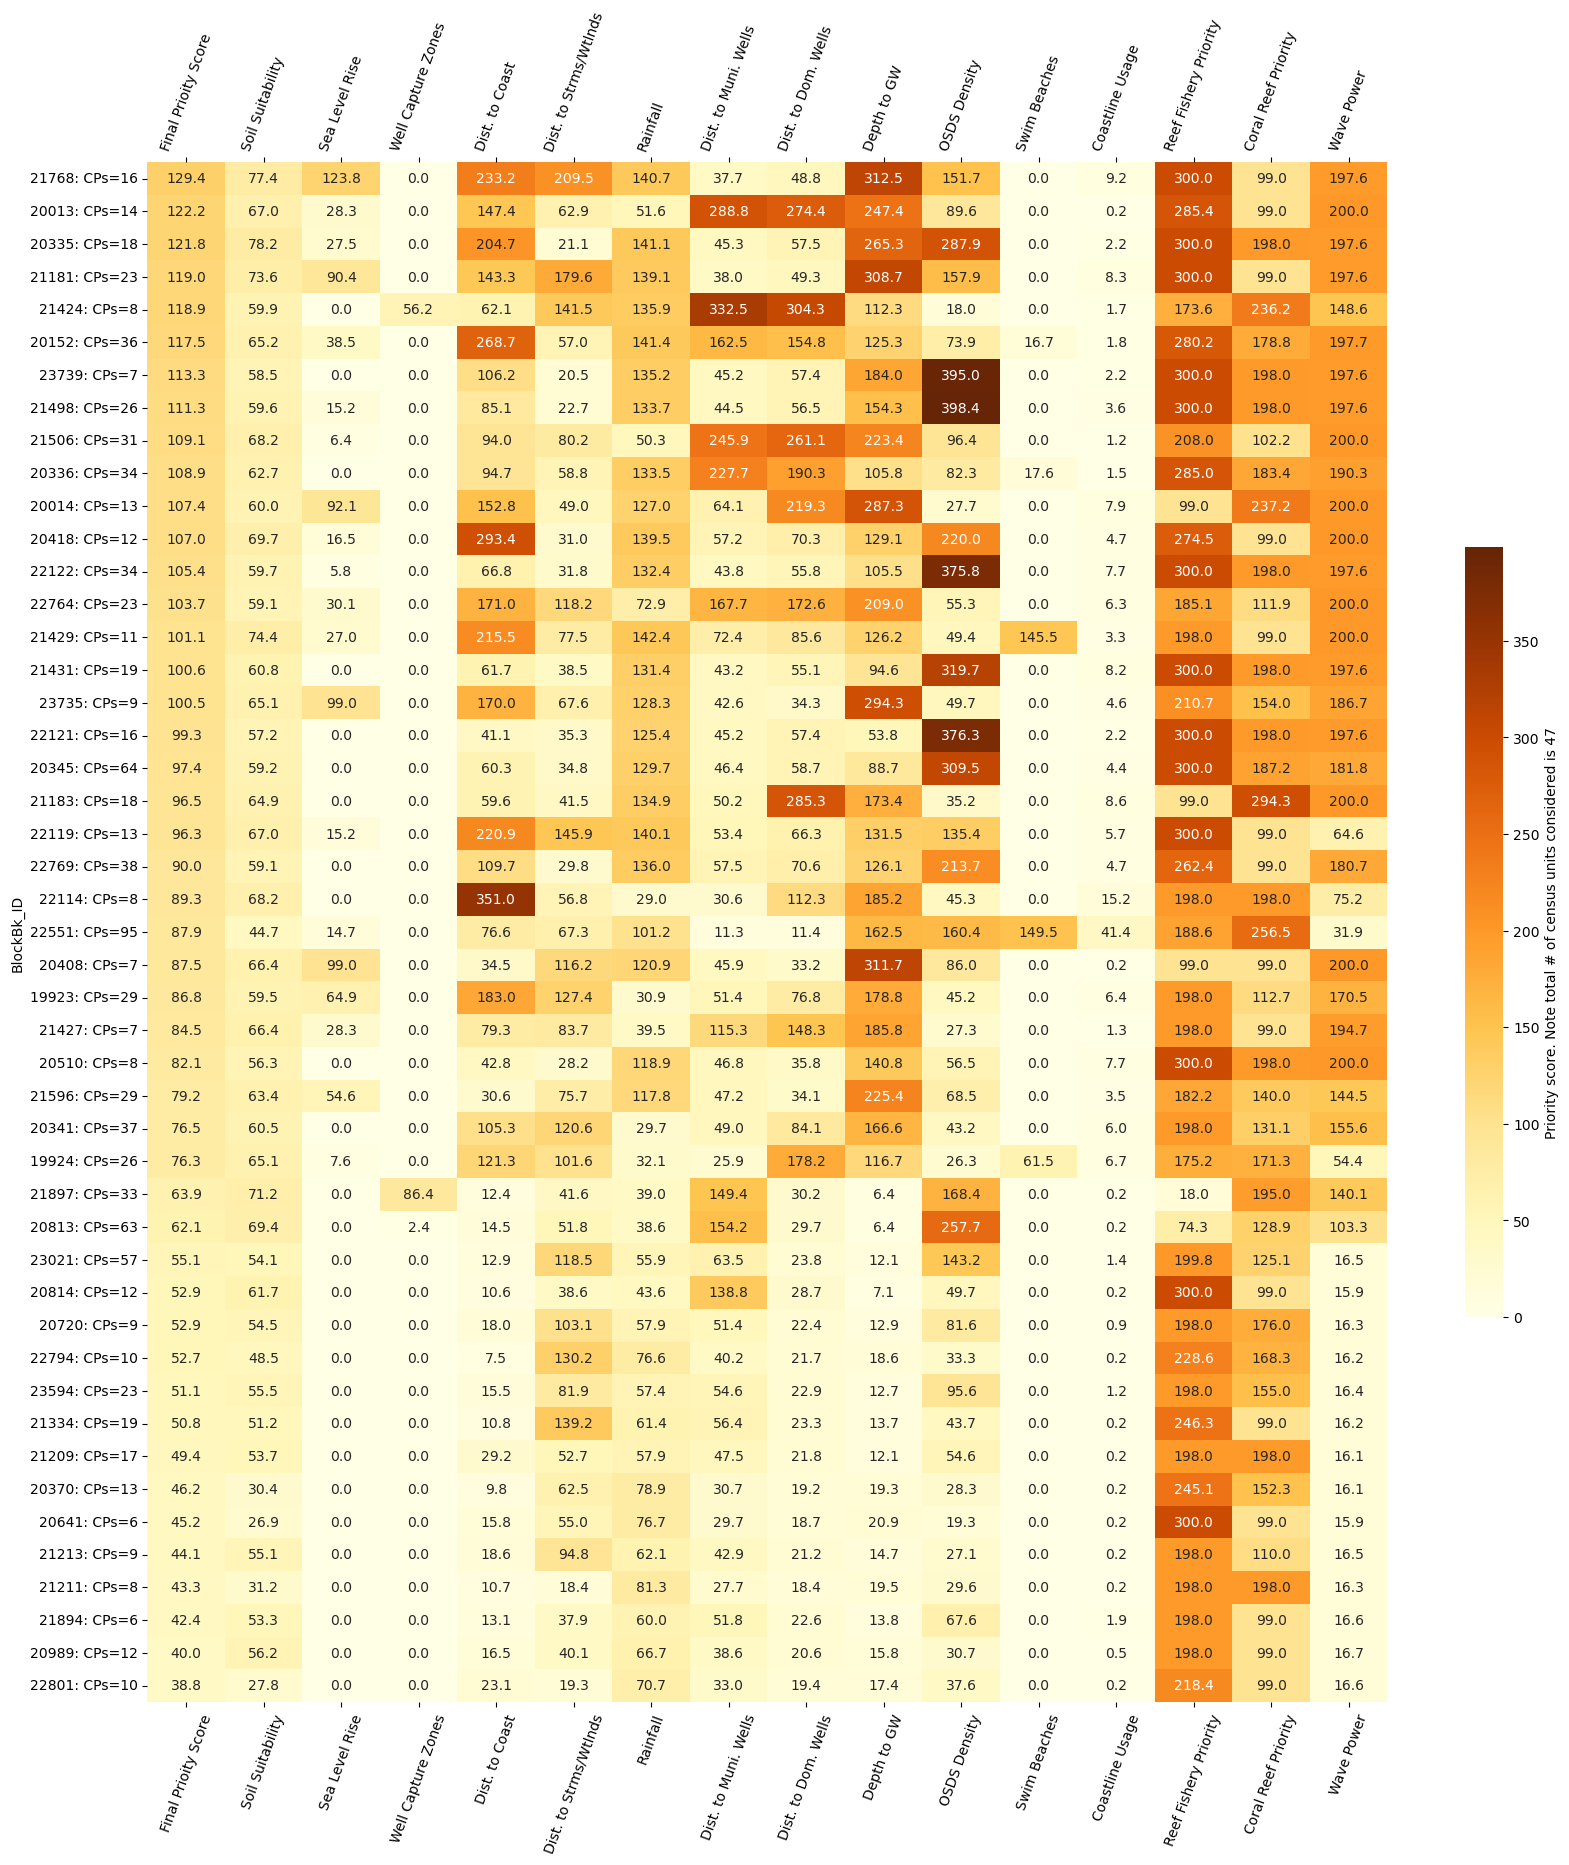 Final Prioity Score Soil Suitability Sea Level Rise Well Capture Zones Dist. to Coast Dist. to Strms/Wtlnds Rainfall Dist. to Muni. Wells Dist. to Dom. Wells Depth to GW OSDS Density Swim Beaches Coastline Usage Reef Fishery Priority Coral Reef Priority Wave Power
21768: CPs=16 129.4 77.4 123.8 0.0 233.2 209.5 140.7 37.7 48.8 312.5 151.7 0.0 9.2 300.0 99.0 197.6
20013: CPs=14 122.2 67.0 28.3 0.0 147.4 62.9 51.6 288.8 274.4 247.4 89.6 0.0 0.2 285.4 99.0 200.0
20335: CPs=18 121.8 78.2 27.5 0.0 204.7 21.1 141.1 45.3 57.5 265.3 287.9 0.0 2.2 300.0 198.0 197.6
21181: CPs=23 119.0 73.6 90.4 0.0 143.3 179.6 139.1 38.0 49.3 308.7 157.9 0.0 8.3 300.0 99.0 197.6
21424: CPs=8 118.9 59.9 0.0 56.2 62.1 141.5 135.9 332.5 304.3 112.3 18.0 0.0 1.7 173.6 236.2 148.6
20152: CPs=36 117.5 65.2 38.5 0.0 268.7 57.0 141.4 162.5 154.8 125.3 73.9 16.7 1.8 280.2 178.8 197.7
23739: CPs=7 113.3 58.5 0.0 0.0 106.2 20.5 135.2 45.2 57.4 184.0 395.0 0.0 2.2 300.0 198.0 197.6
21498: CPs=26 111.3 59.6 15.2 0.0 85.1 22.7 133.7 44.5 56.5 154.3 398.4 0.0 3.6 300.0 198.0 197.6
21506: CPs=31 109.1 68.2 6.4 0.0 94.0 80.2 50.3 245.9 261.1 223.4 96.4 0.0 1.2 208.0 102.2 200.0
20336: CPs=34 108.9 62.7 0.0 0.0 94.7 58.8 133.5 227.7 190.3 105.8 82.3 17.6 1.5 285.0 183.4 190.3
20014: CPs=13 107.4 60.0 92.1 0.0 152.8 49.0 127.0 64.1 219.3 287.3 27.7 0.0 7.9 99.0 237.2 200.0
20418: CPs=12 107.0 69.7 16.5 0.0 293.4 31.0 139.5 57.2 70.3 129.1 220.0 0.0 4.7 274.5 99.0 200.0
22122: CPs=34 105.4 59.7 5.8 0.0 66.8 31.8 132.4 43.8 55.8 105.5 375.8 0.0 7.7 300.0 198.0 197.6
22764: CPs=23 103.7 59.1 30.1 0.0 171.0 118.2 72.9 167.7 172.6 209.0 55.3 0.0 6.3 185.1 111.9 200.0
21429: CPs=11 101.1 74.4 27.0 0.0 215.5 77.5 142.4 72.4 85.6 126.2 49.4 145.5 3.3 198.0 99.0 200.0
21431: CPs=19 100.6 60.8 0.0 0.0 61.7 38.5 131.4 43.2 55.1 94.6 319.7 0.0 8.2 300.0 198.0 197.6
23735: CPs=9 100.5 65.1 99.0 0.0 170.0 67.6 128.3 42.6 34.3 294.3 49.7 0.0 4.6 210.7 154.0 186.7
22121: CPs=16 99.3 57.2 0.0 0.0 41.1 35.3 125.4 45.2 57.4 53.8 376.3 0.0 2.2 300.0 198.0 197.6
20345: CPs=64 97.4 59.2 0.0 0.0 60.3 34.8 129.7 46.4 58.7 88.7 309.5 0.0 4.4 300.0 187.2 181.8
21183: CPs=18 96.5 64.9 0.0 0.0 59.6 41.5 134.9 50.2 285.3 173.4 35.2 0.0 8.6 99.0 294.3 200.0
22119: CPs=13 96.3 67.0 15.2 0.0 220.9 145.9 140.1 53.4 66.3 131.5 135.4 0.0 5.7 300.0 99.0 64.6
22769: CPs=38 90.0 59.1 0.0 0.0 109.7 29.8 136.0 57.5 70.6 126.1 213.7 0.0 4.7 262.4 99.0 180.7
22114: CPs=8 89.3 68.2 0.0 0.0 351.0 56.8 29.0 30.6 112.3 185.2 45.3 0.0 15.2 198.0 198.0 75.2
22551: CPs=95 87.9 44.7 14.7 0.0 76.6 67.3 101.2 11.3 11.4 162.5 160.4 149.5 41.4 188.6 256.5 31.9
20408: CPs=7 87.5 66.4 99.0 0.0 34.5 116.2 120.9 45.9 33.2 311.7 86.0 0.0 0.2 99.0 99.0 200.0
19923: CPs=29 86.8 59.5 64.9 0.0 183.0 127.4 30.9 51.4 76.8 178.8 45.2 0.0 6.4 198.0 112.7 170.5
21427: CPs=7 84.5 66.4 28.3 0.0 79.3 83.7 39.5 115.3 148.3 185.8 27.3 0.0 1.3 198.0 99.0 194.7
20510: CPs=8 82.1 56.3 0.0 0.0 42.8 28.2 118.9 46.8 35.8 140.8 56.5 0.0 7.7 300.0 198.0 200.0
21596: CPs=29 79.2 63.4 54.6 0.0 30.6 75.7 117.8 47.2 34.1 225.4 68.5 0.0 3.5 182.2 140.0 144.5
20341: CPs=37 76.5 60.5 0.0 0.0 105.3 120.6 29.7 49.0 84.1 166.6 43.2 0.0 6.0 198.0 131.1 155.6
19924: CPs=26 76.3 65.1 7.6 0.0 121.3 101.6 32.1 25.9 178.2 116.7 26.3 61.5 6.7 175.2 171.3 54.4
21897: CPs=33 63.9 71.2 0.0 86.4 12.4 41.6 39.0 149.4 30.2 6.4 168.4 0.0 0.2 18.0 195.0 140.1
20813: CPs=63 62.1 69.4 0.0 2.4 14.5 51.8 38.6 154.2 29.7 6.4 257.7 0.0 0.2 74.3 128.9 103.3
23021: CPs=57 55.1 54.1 0.0 0.0 12.9 118.5 55.9 63.5 23.8 12.1 143.2 0.0 1.4 199.8 125.1 16.5
20814: CPs=12 52.9 61.7 0.0 0.0 10.6 38.6 43.6 138.8 28.7 7.1 49.7 0.0 0.2 300.0 99.0 15.9
20720: CPs=9 52.9 54.5 0.0 0.0 18.0 103.1 57.9 51.4 22.4 12.9 81.6 0.0 0.9 198.0 176.0 16.3
22794: CPs=10 52.7 48.5 0.0 0.0 7.5 130.2 76.6 40.2 21.7 18.6 33.3 0.0 0.2 228.6 168.3 16.2
23594: CPs=23 51.1 55.5 0.0 0.0 15.5 81.9 57.4 54.6 22.9 12.7 95.6 0.0 1.2 198.0 155.0 16.4
21334: CPs=19 50.8 51.2 0.0 0.0 10.8 139.2 61.4 56.4 23.3 13.7 43.7 0.0 0.2 246.3 99.0 16.2
21209: CPs=17 49.4 53.7 0.0 0.0 29.2 52.7 57.9 47.5 21.8 12.1 54.6 0.0 0.2 198.0 198.0 16.1
20370: CPs=13 46.2 30.4 0.0 0.0 9.8 62.5 78.9 30.7 19.2 19.3 28.3 0.0 0.2 245.1 152.3 16.1
20641: CPs=6 45.2 26.9 0.0 0.0 15.8 55.0 76.7 29.7 18.7 20.9 19.3 0.0 0.2 300.0 99.0 15.9
21213: CPs=9 44.1 55.1 0.0 0.0 18.6 94.8 62.1 42.9 21.2 14.7 27.1 0.0 0.2 198.0 110.0 16.5
21211: CPs=8 43.3 31.2 0.0 0.0 10.7 18.4 81.3 27.7 18.4 19.5 29.6 0.0 0.2 198.0 198.0 16.3
21894: CPs=6 42.4 53.3 0.0 0.0 13.1 37.9 60.0 51.8 22.6 13.8 67.6 0.0 1.9 198.0 99.0 16.6
20989: CPs=12 40.0 56.2 0.0 0.0 16.5 40.1 66.7 38.6 20.6 15.8 30.7 0.0 0.5 198.0 99.0 16.7
22801: CPs=10 38.8 27.8 0.0 0.0 23.1 19.3 70.7 33.0 19.4 17.4 37.6 0.0 0.2 218.4 99.0 16.6
Final Prioity Score Soil Suitability Sea Level Rise Well Capture Zones Dist. to Coast Dist. to Strms/Wtlnds Rainfall Dist. to Muni. Wells Dist. to Dom. Wells Depth to GW OSDS Density Swim Beaches Coastline Usage Reef Fishery Priority Coral Reef Priority Wave Power
BlockBk_ID
350
300
250
200
150
100
50
0
Priority score. Note total # of census units considered is 47